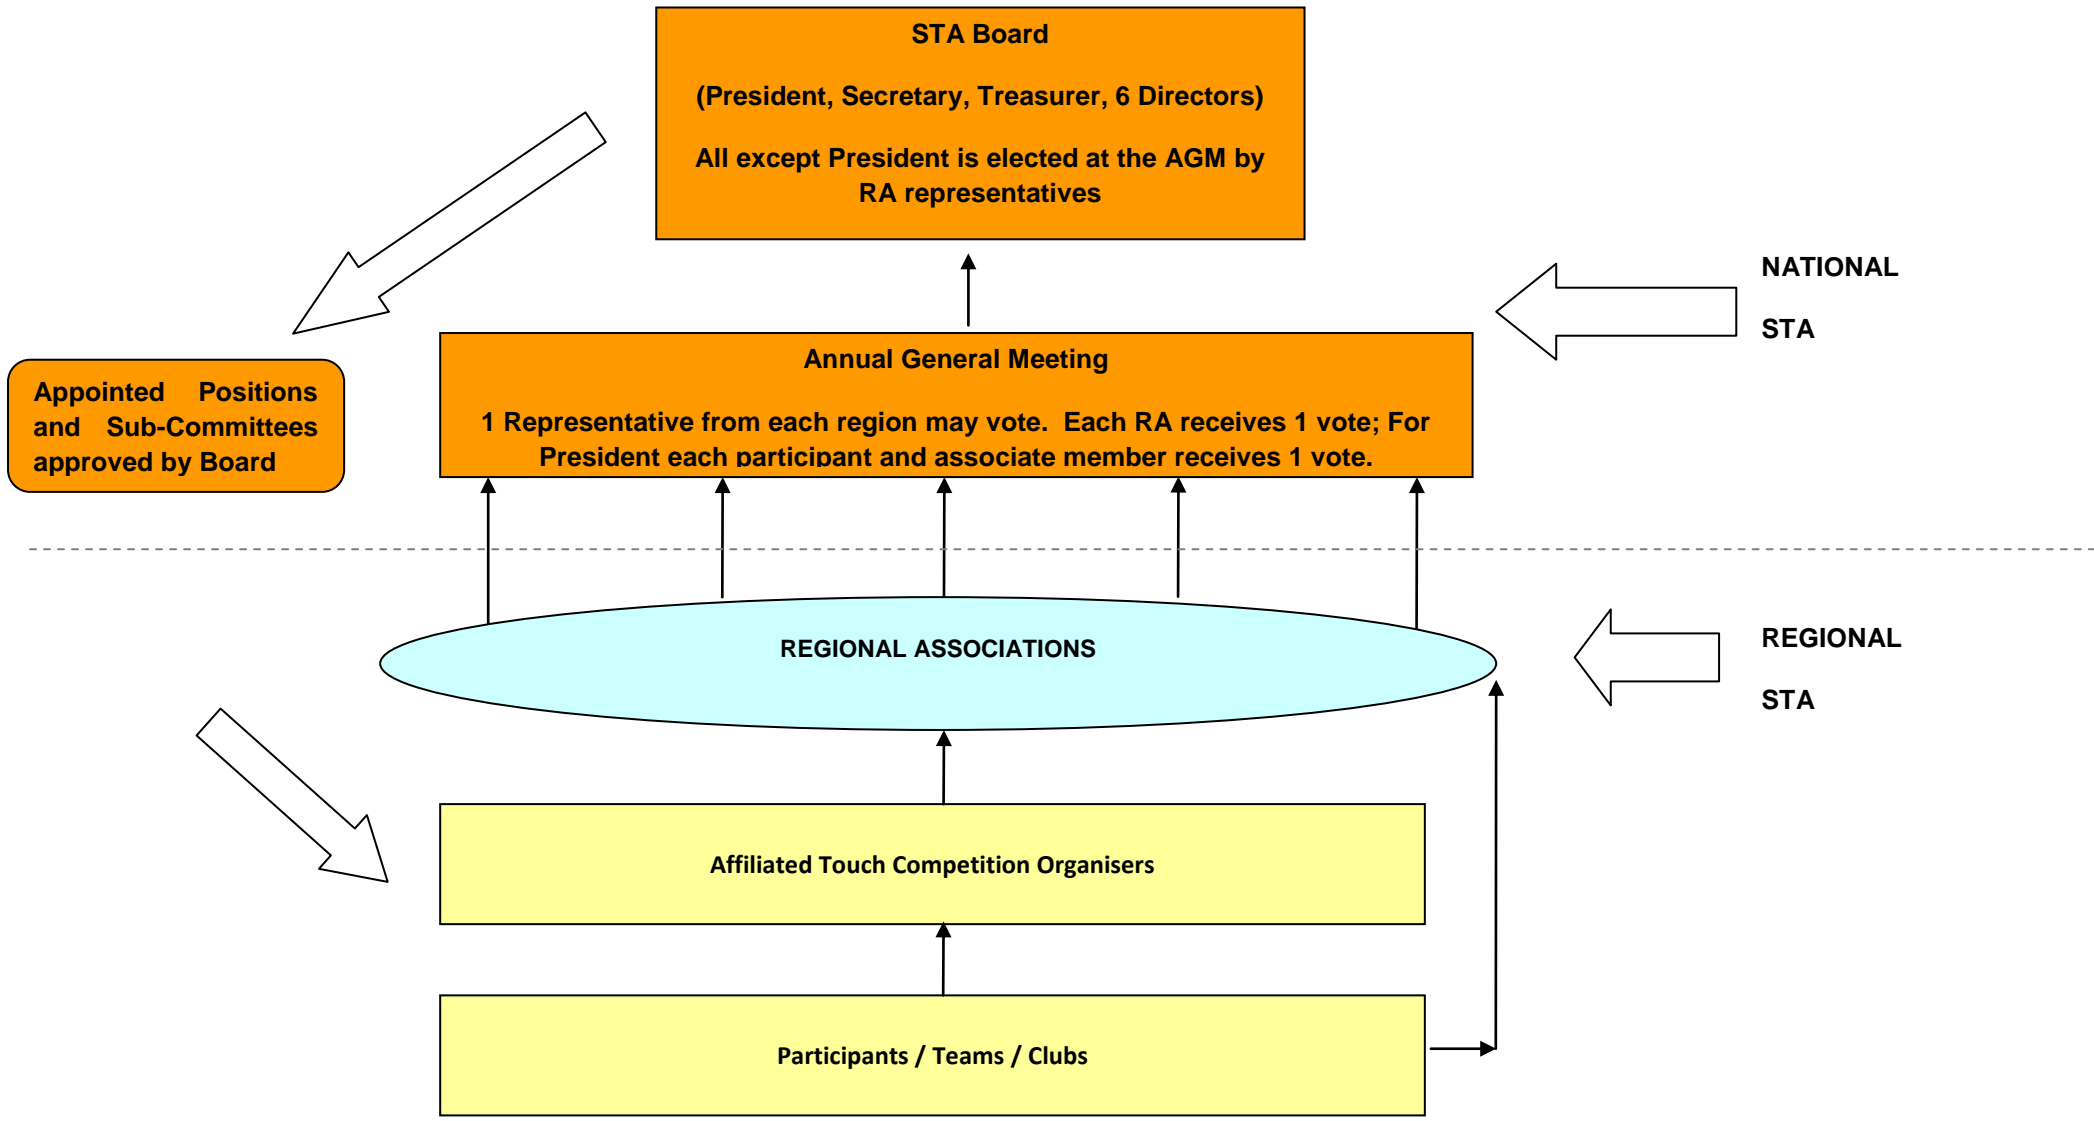 STA Board
(President, Secretary, Treasurer, 6 Directors)
All except President is elected at the AGM by
RA representatives
NATIONAL
STA
Annual General Meeting
1 Representative from each region may vote. Each RA receives 1 vote; For
President each participant and associate member receives 1 vote.
Appointed Positions
and Sub-Committees
approved by Board
REGIONAL ASSOCIATIONS
REGIONAL
STA
Affiliated Touch Competition Organisers
Participants / Teams / Clubs